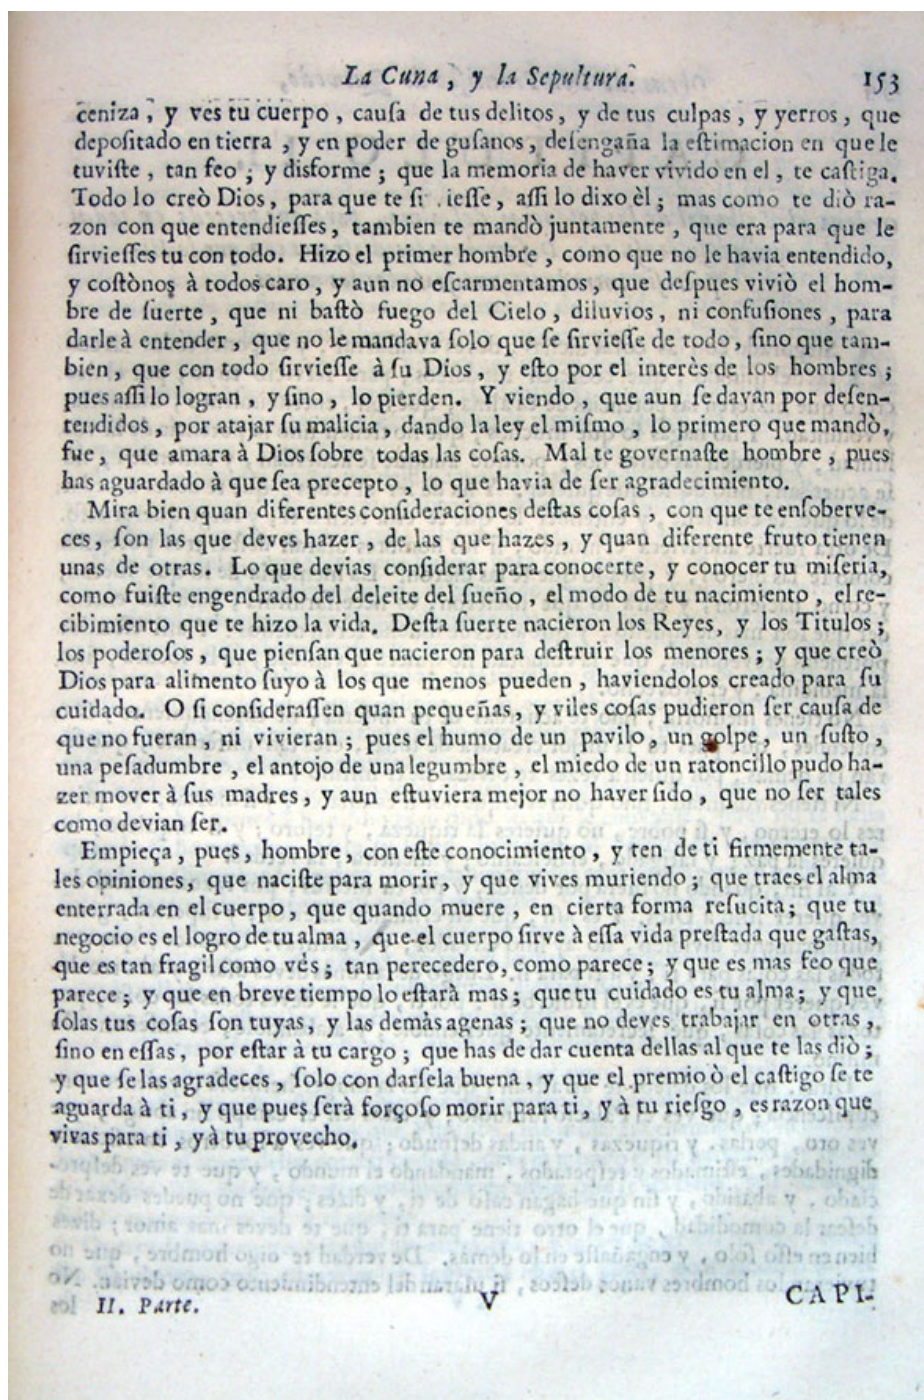 La Cuna, y la Sepultura. 153
ceniza, y ves tu cuerpo, cauſa de tus delitos, y de tus culpas, y yerros, que
depoſitado en tierra, y en poder de guſanos, deſengaña la eſtimacion en que le
tuviſte, tan feo, y disforme; que la memoria de haver vivido en el, te caſtiga.
Todo lo creò Dios, para que te ſi .ieſſe, aſſi lo dixo èl; mas como te diò ra-
zon con que entendieſſes, tambien te mandò juntamente, que era para que le
ſirvieſſes tu con todo. Hizo el primer hombre, como que no le havia entendido,
y coſtònos à todos caro, y aun no eſcarmentamos, que deſpues viviò el hom-
bre de ſuerte, que ni baſtò fuego del Cielo, diluvios, ni confuſiones, para
darle à entender, que no le mandava ſolo que ſe ſirvieſſe de todo, ſino que tam-
bien, que con todo ſirvieſſe à ſu Dios, y eſto por el interès de los hombres;
pues aſſi lo logran, y ſino, lo pierden. Y viendo, que aun ſe davan por deſen-
tendidos, por atajar ſu malicia, dando la ley el miſmo, lo primero que mandò,
fue, que amara à Dios ſobre todas las coſas. Mal te governaſte hombre, pues
has aguardado à que ſea precepto, lo que havia de ſer agradecimiento.
Mira bien quan diferentes conſideraciones deſtas coſas, con que te enſoberve-
ces, ſon las que deves hazer, de las que hazes, y quan diferente fruto tienen
unas de otras. Lo que devias conſiderar para conocerte, y conocer tu miſeria,
como fuiſte engendrado del deleite del ſueño, el modo de tu nacimiento, el re-
cibimiento que te hizo la vida. Deſta ſuerte nacieron los Reyes, y los Titulos;
los poderoſos, que pienſan que nacieron para deſtruir los menores; y que creò
Dios para alimento ſuyo à los que menos pueden, haviendolos creado para ſu
cuidado. O ſi conſideraſſen quan pequeñas, y viles coſas pudieron ſer cauſa de
que no fueran, ni vivieran; pues el humo de un pavilo, un golpe, un ſuſto,
una peſadumbre, el antojo de una legumbre, el miedo de un ratoncillo pudo ha-
zer mover à ſus madres, y aun eſtuviera mejor no haver ſido, que no ſer tales
como devian ſer.
Empieça, pues, hombre, con eſte conocimiento, y ten de ti firmemente ta-
les opiniones, que naciſte para morir, y que vives muriendo; que traes el alma
enterrada en el cuerpo, que quando muere, en cierta forma reſucita; que tu
negocio es el logro de tu alma, que el cuerpo ſirve à eſſa vida preſtada que gaſtas,
que es tan fragil como vés; tan perecedero, como parece; y que es mas feo que
parece; y que en breve tiempo lo eſtarà mas; que tu cuidado es tu alma; y que
ſolas tus coſas ſon tuyas, y las demàs agenas; que no deves trabajar en otras,
ſino en eſſas, por eſtar à tu cargo; que has de dar cuenta dellas al que te las diò;
y que ſe las agradeces, ſolo con darſela buena, y que el premio ò el caſtigo ſe te
aguarda à ti, y que pues ſerà forçoſo morir para ti, y à tu rieſgo, es razon que
vivas para ti, y à tu provecho.
II. Parte. V CAPI-